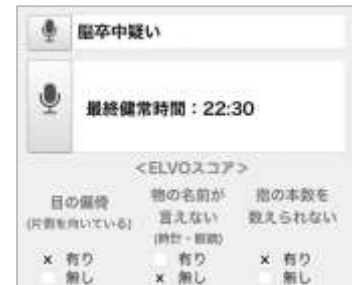 脳卒中疑い
最終健常時間：22:30
<ELVOスコア>
目の偏倚
(片側を向いている)
物の名前が
言えない
(時計・眼鏡)
指の本数を
数えられない
× 有り
無し
有り
× 無し
× 有り
無し